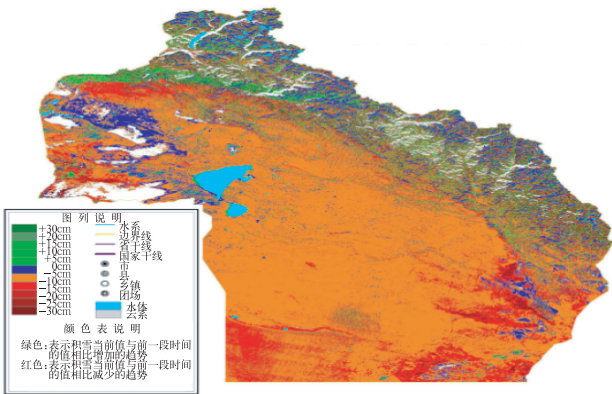 图 列 说 明
+30cm
+20cm
+15cm
+10cm
+5cm
0cm
-5cm
-10cm
-15cm
-20cm
-25cm
-30cm
水系
边界线
省干线
国家干线
市
县
乡镇
团场
水体
云系
颜 色 表 说 明
绿色:表示积雪当前值与前一段时间
的值相比增加的趋势
红色:表示积雪当前值与前一段时间
的值相比减少的趋势